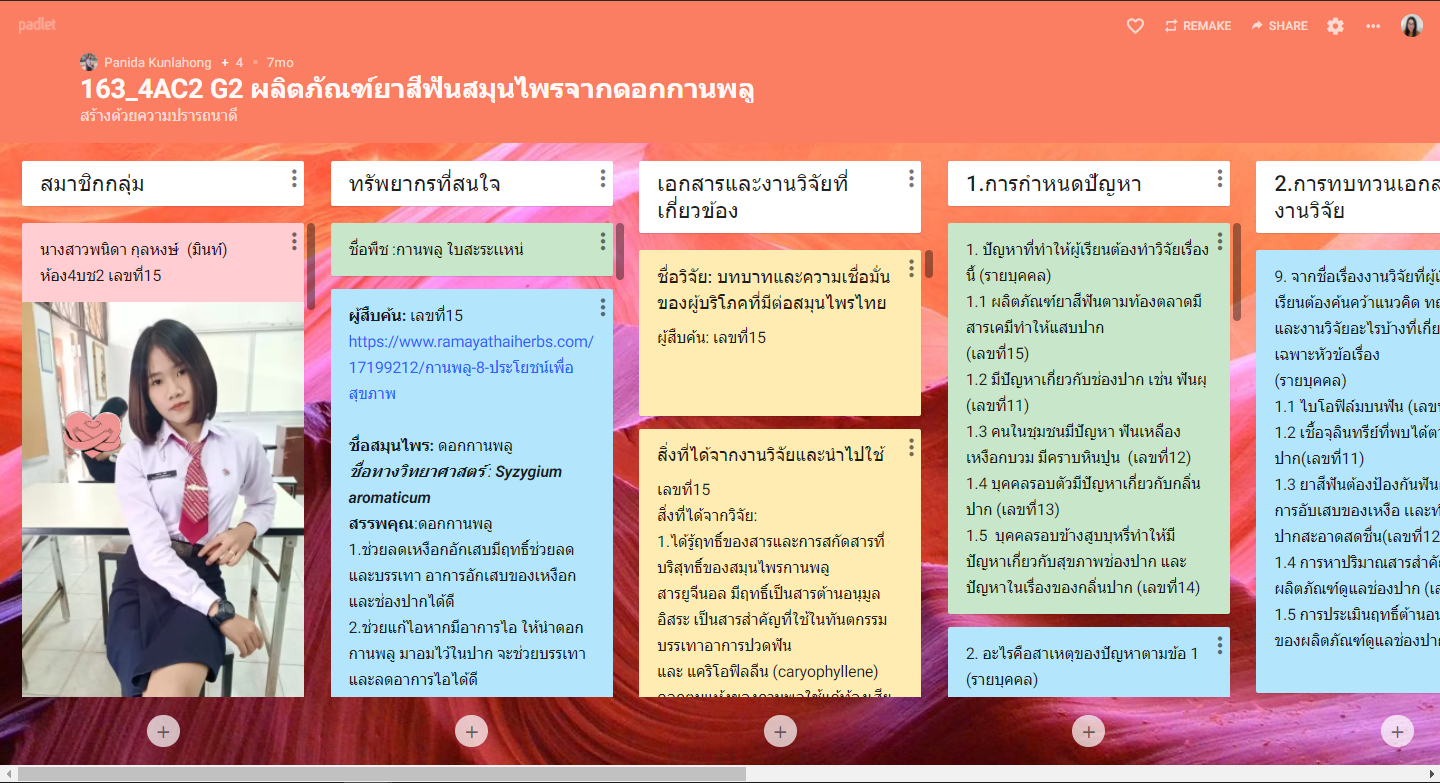 padlet
REMAKE
SHARE
Panida Kunlahong + 4 • 7mo
163_4AC2 G2 ผลิตภัณฑ์ยาสีฟันสมุนไพรจากดอกกานพลู
สร้างด้วยความปรารถนาดี
สมาชิกกลุ่ม
นางสาวพนิดา กุลหงษ์ (มินท์)
ห้อง4บช2 เลขที่15
ทรัพยากรที่สนใจ
ชื่อพืช :กานพลู ใบสะระแหน่
ผู้สืบค้น: เลขที่15
https://www.ramayathaiherbs.com/
17199212/กานพลู-8-ประโยชน์เพื่อ
สุขภาพ
ชื่อสมุนไพร: ดอกกานพลู
ชื่อทางวิทยาศาสตร์ : Syzygium
aromaticum
สรรพคุณ:ดอกกานพลู
1.ช่วยลดเหงือกอักเสบมีฤทธิ์ช่วยลด
และบรรเทา อาการอักเสบของเหงือก
และช่องปากได้ดี
2.ช่วยแก้ไอหากมีอาการไอ ให้นำดอก
กานพลู มาอมไว้ในปาก จะช่วยบรรเทา
และลดอาการไอได้ดี
เอกสารและงานวิจัยที่
เกี่ยวข้อง
ชื่อวิจัย: บทบาทและความเชื่อมั่น
ของผู้บริโภคที่มีต่อสมุนไพรไทย
ผู้สืบค้น: เลขที่15
สิ่งที่ได้จากงานวิจัยและนำไปใช้
เลขที่15
สิ่งที่ได้จากวิจัย:
1.ได้รู้ฤทธิ์ของสารและการสกัดสารที่
บริสุทธิ์ของสมุนไพรกานพลู
สารยูจีนอล มีฤทธิ์เป็นสารต้านอนุมูล
อิสระ เป็นสารสำคัญที่ใช้ในทันตกรรม
บรรเทาอาการปวดฟัน
และ แคริโอฟิลลีน (caryophyllene)
1.การกำหนดปัญหา
1. ปัญหาที่ทำให้ผู้เรียนต้องทำวิจัยเรื่อง
นี้ (รายบุคคล)
1.1 ผลิตภัณฑ์ยาสีฟันตามท้องตลาดมี
สารเคมีทำให้แสบปาก
(เลขที่15)
1.2 มีปัญหาเกี่ยวกับช่องปาก เช่น ฟันผุ
(เลขที่11)
1.3 คนในชุมชนมีปัญหา ฟันเหลือง
เหงือกบวม มีคราบหินปูน (เลขที่12)
1.4 บุคคลรอบตัวมีปัญหาเกี่ยวกับกลิ่น
ปาก (เลขที่13)
1.5 บุคคลรอบข้างสูบบุหรี่ทำให้มี
ปัญหาเกี่ยวกับสุขภาพช่องปาก และ
ปัญหาในเรื่องของกลิ่นปาก (เลขที่14)
2. อะไรคือสาเหตุของปัญหาตามข้อ 1
(รายบุคคล)
2.การทบทวนเอกส
งานวิจัย
9. จากชื่อเรื่องงานวิจัยที่ผู้เ
เรียนต้องค้นคว้าแนวคิด ทฤ
และงานวิจัยอะไรบ้างที่เกี่ย
เฉพาะหัวข้อเรื่อง
(รายบุคคล)
1.1 ไบโอฟิล์มบนฟัน (เลข
1.2 เชื้อจุลินทรีย์ที่พบได้ต
ปาก(เลขที่11)
1.3 ยาสีฟันต้องป้องกันฟัน
การอับเสบของเหงือ และท
ปากสะอาดสดชื่น(เลขที่12
1.4 การหาปริมาณสารสำคั
ผลิตภัณฑ์ดูแลช่องปาก (เ
1.5 การประเมินฤทธิ์ต้านอน
ของผลิตภัณฑ์ดูแลช่องปาก